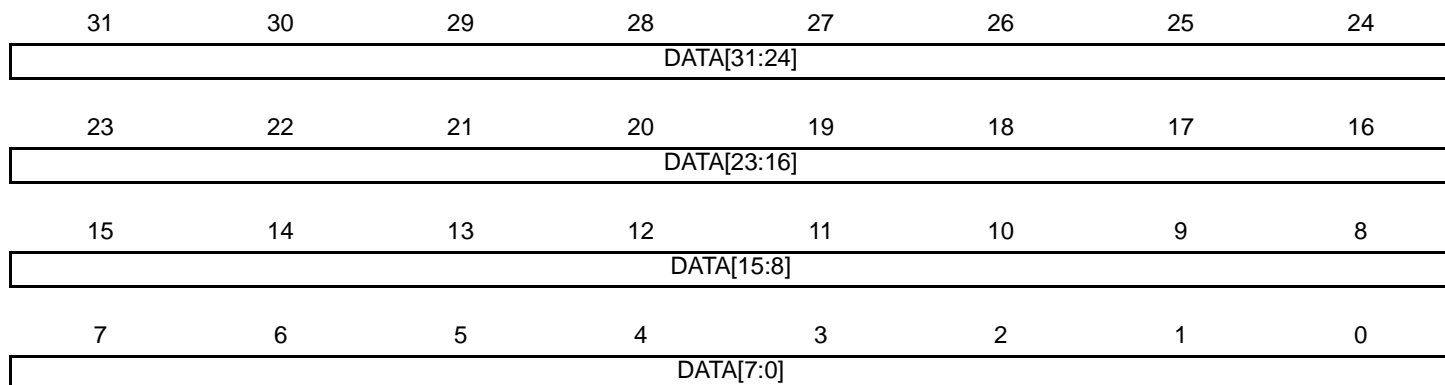 31 30 29 28 27 26 25 24
DATA[31:24]
23 22 21 20 19 18 17 16
DATA[23:16]
15 14 13 12 11 10 9 8
DATA[15:8]
7 6 5 4 3 2 1 0
DATA[7:0]